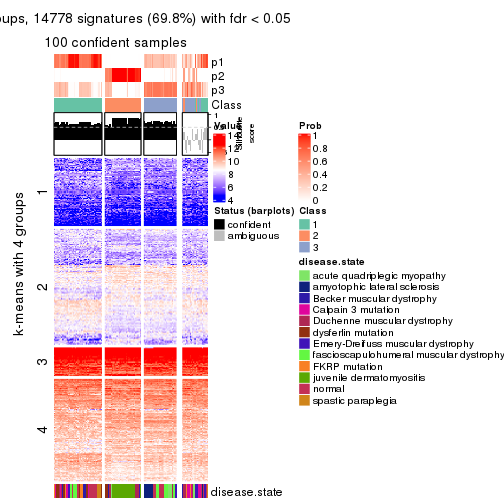 oups, 14778 signatures (69.8%) with fdr < 0.05
100 confident samples
p1
p2
p3
Class
1
Value
14
12
10
8
6
4
Silhouette
score
Prob
1
0.8
0.6
0.4
0.2
0
Status (barplots)
confident
ambiguous
Class
1
2
3
disease.state
acute quadriplegic myopathy
amyotophic lateral sclerosis
Becker muscular dystrophy
Calpain 3 mutation
Duchenne muscular dystrophy
dysferlin mutation
Emery-Dreifuss muscular dystrophy
fascioscapulohumeral muscular dystrophy
FKRP mutation
juvenile dermatomyositis
normal
spastic paraplegia
k-means with 4 groups
1
2
3
4
disease.state